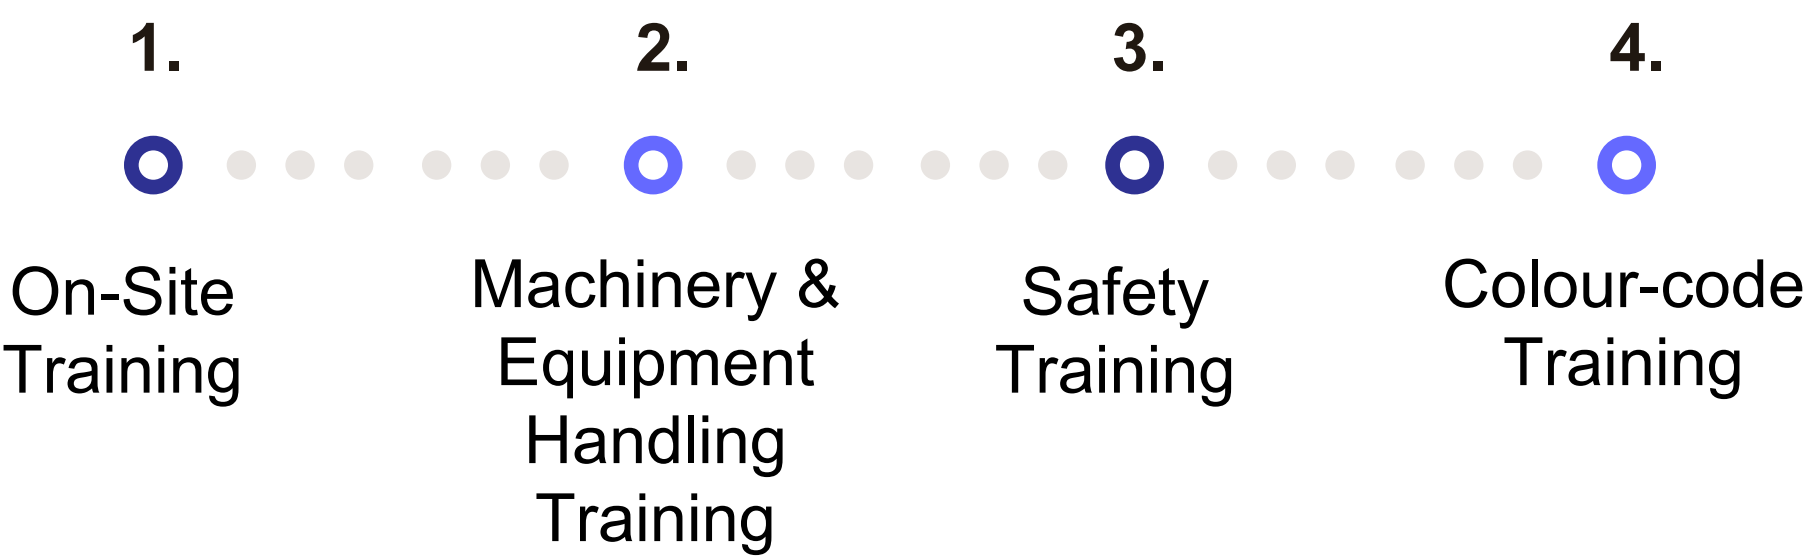 1.
On-Site
Training
2.
Machinery &
Equipment
Handling
Training
3.
Safety
Training
4.
Colour-code
Training